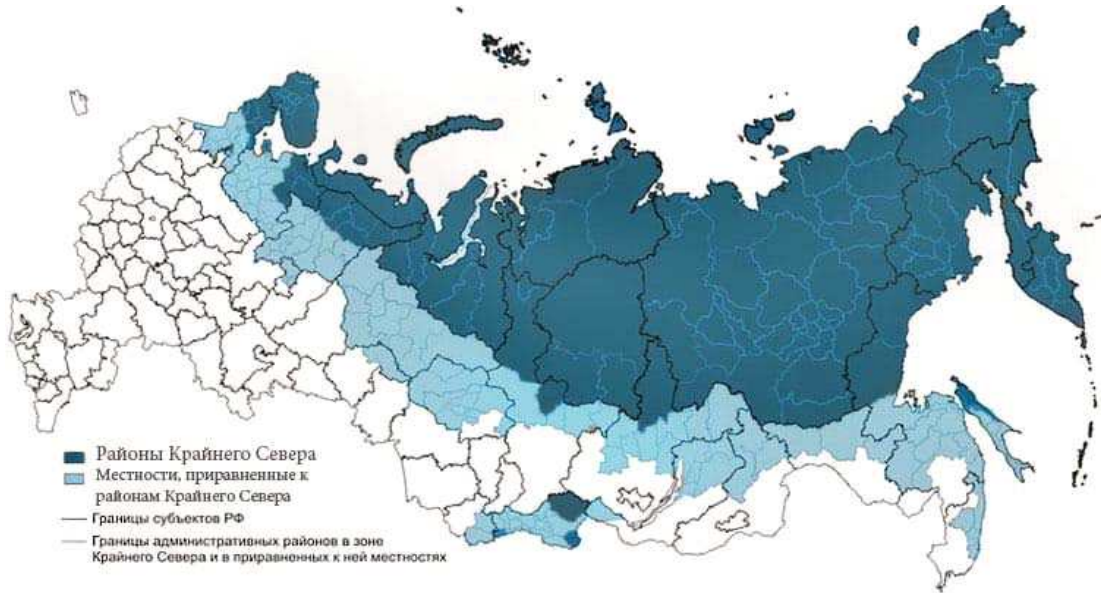 Районы Крайнего Севера
Местности, приравненные к
районам Крайнего Севера
Границы субъектов РФ
Границы административных районов в зоне
Крайнего Севера и в приравненных к ней местностях